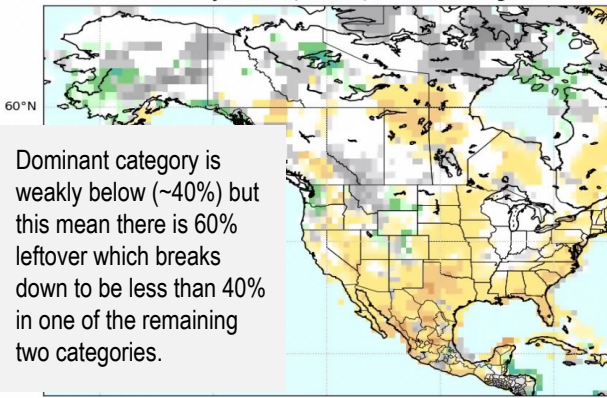 60°N
Dominant category is
weakly below (~40%) but
this mean there is 60%
leftover which breaks
down to be less than 40%
in one of the remaining
two categories.